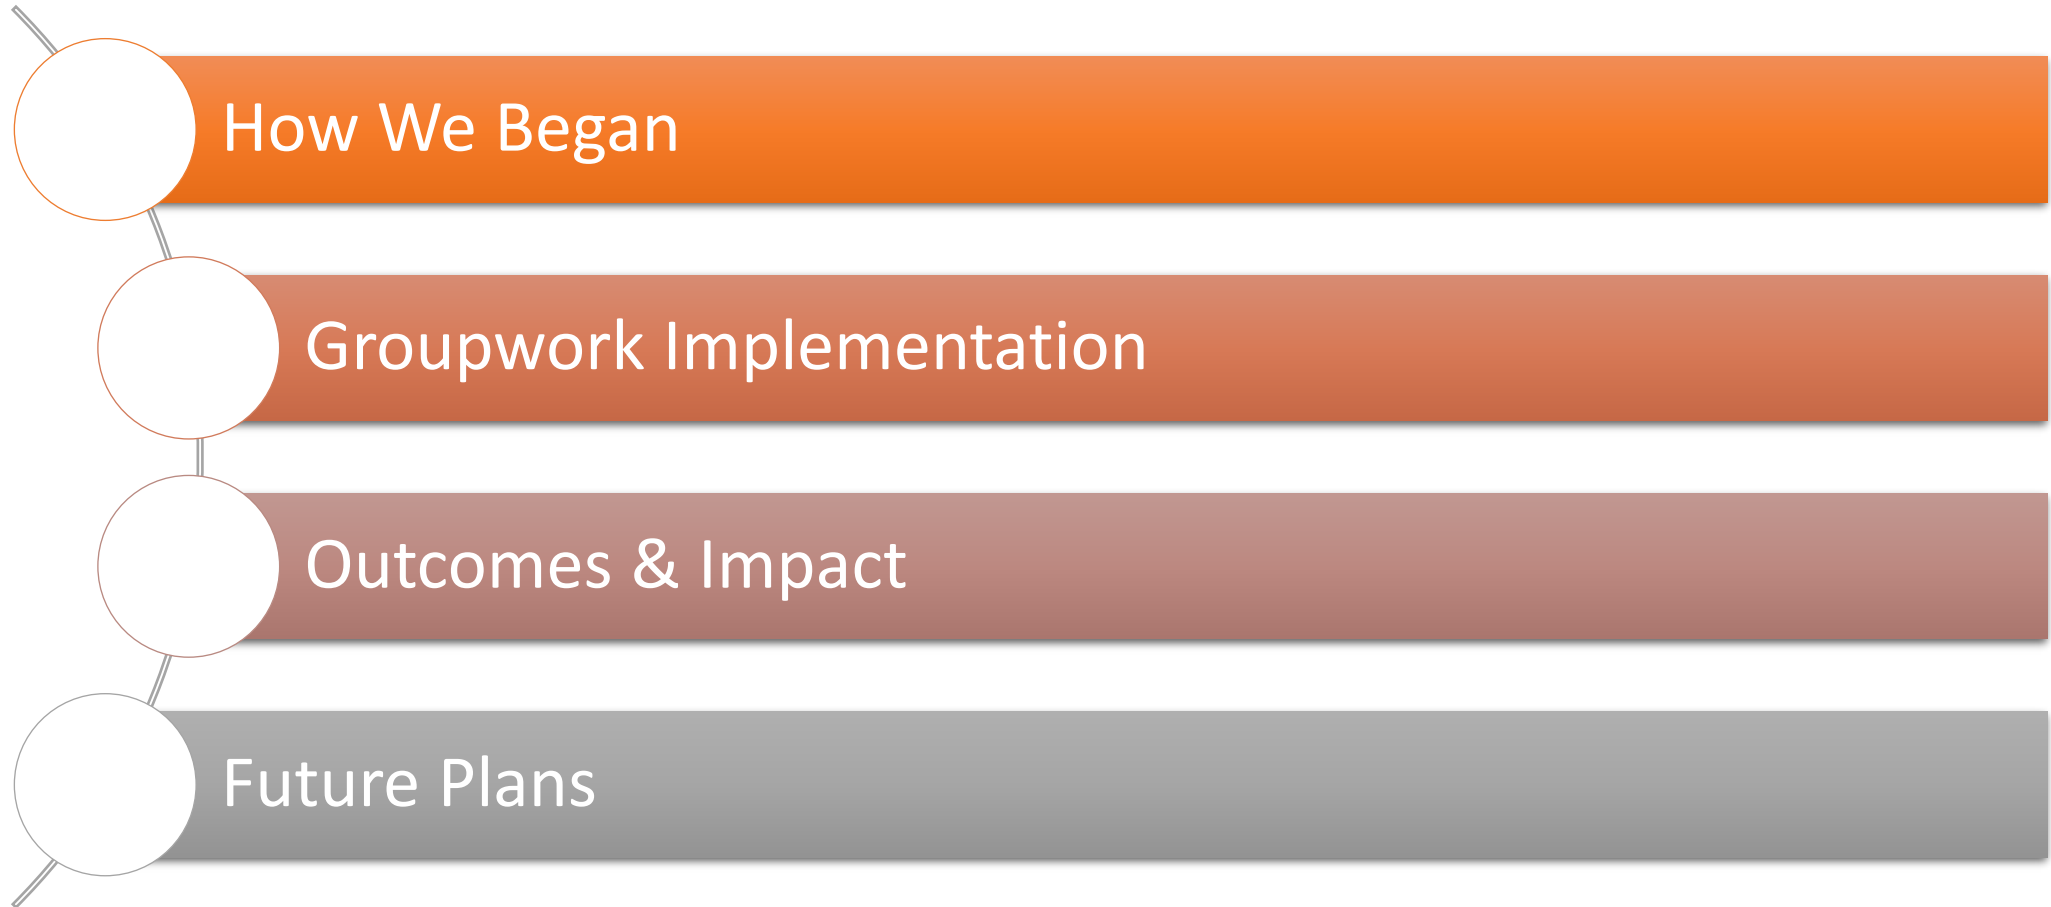 How We Began
Groupwork Implementation
Outcomes & Impact
Future Plans